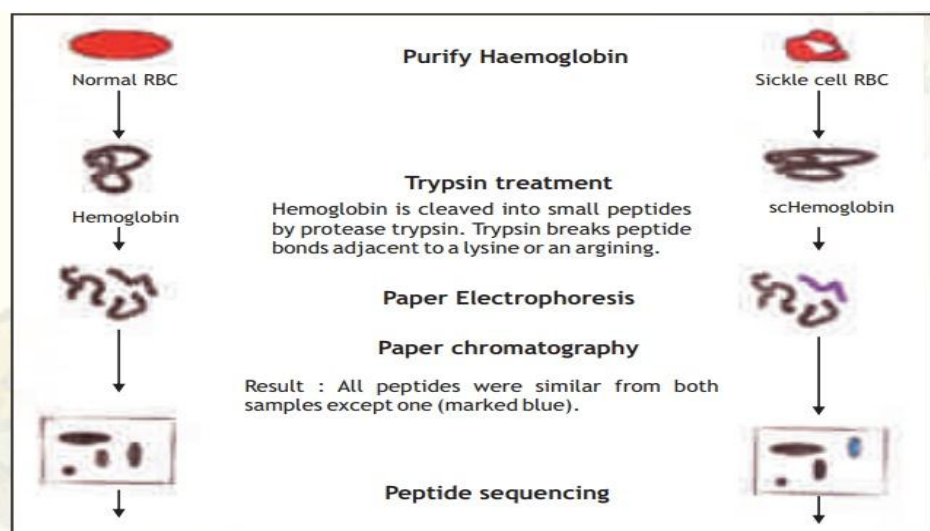 Purify Haemoglobin
Normal RBC
Sickle cell RBC
Trypsin treatment
Hemoglobin is cleaved into small peptides
by protease trypsin. Trypsin breaks peptide
bonds adjacent to a lysine or an argining.
Hemoglobin
scHemoglobin
Paper Electrophoresis
Paper chromatography
Result : All peptides were similar from both
samples except one (marked blue).
Peptide sequencing